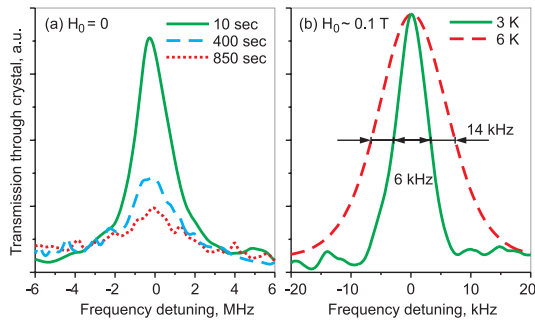 Transmission through crystal, a.u.
(a) H₀ = 0
10 sec
400 sec
850 sec
-6 -4 -2 0 2 4 6
Frequency detuning, MHz
(b) H₀ ~ 0.1 T
3 K
6 K
14 kHz
6 kHz
-20 -10 0 10 20
Frequency detuning, kHz